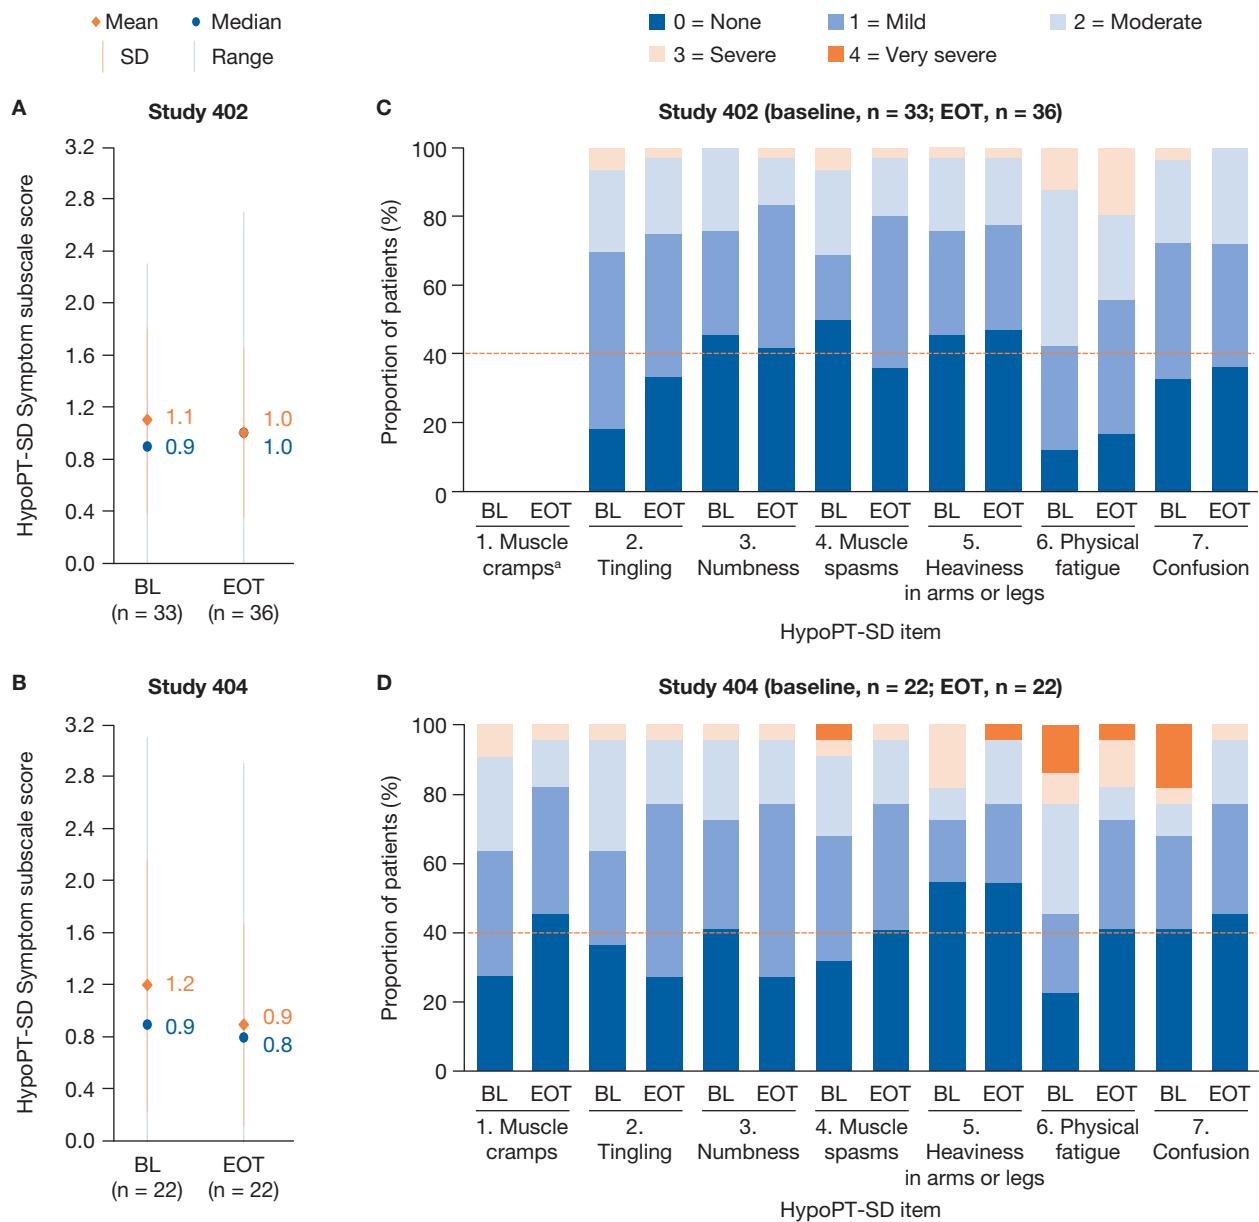 Mean Median
SD Range
0 = None 1 = Mild 2 = Moderate
3 = Severe 4 = Very severe
A Study 402
HypoPT-SD Symptom subscale score
3.2
2.8
2.4
2.0
1.6
1.2
0.8
0.4
0.0
1.1
0.9
1.0
1.0
BL EOT
(n = 33) (n = 36)
C Study 402 (baseline, n = 33; EOT, n = 36)
Proportion of patients (%)
100
80
60
40
20
0
BL EOT BL EOT BL EOT BL EOT BL EOT BL EOT BL EOT
1. Muscle 2. 3. 4. Muscle 5. 6. Physical 7.
crampsᵃ Tingling Numbness spasms Heaviness fatigue Confusion
in arms or legs
HypoPT-SD item
B Study 404
HypoPT-SD Symptom subscale score
3.2
2.8
2.4
2.0
1.6
1.2
0.8
0.4
0.0
1.2
0.9
0.9
0.8
BL EOT
(n = 22) (n = 22)
D Study 404 (baseline, n = 22; EOT, n = 22)
Proportion of patients (%)
100
80
60
40
20
0
BL EOT BL EOT BL EOT BL EOT BL EOT BL EOT BL EOT
1. Muscle 2. 3. 4. Muscle 5. 6. Physical 7.
cramps Tingling Numbness spasms Heaviness fatigue Confusion
in arms or legs
HypoPT-SD item